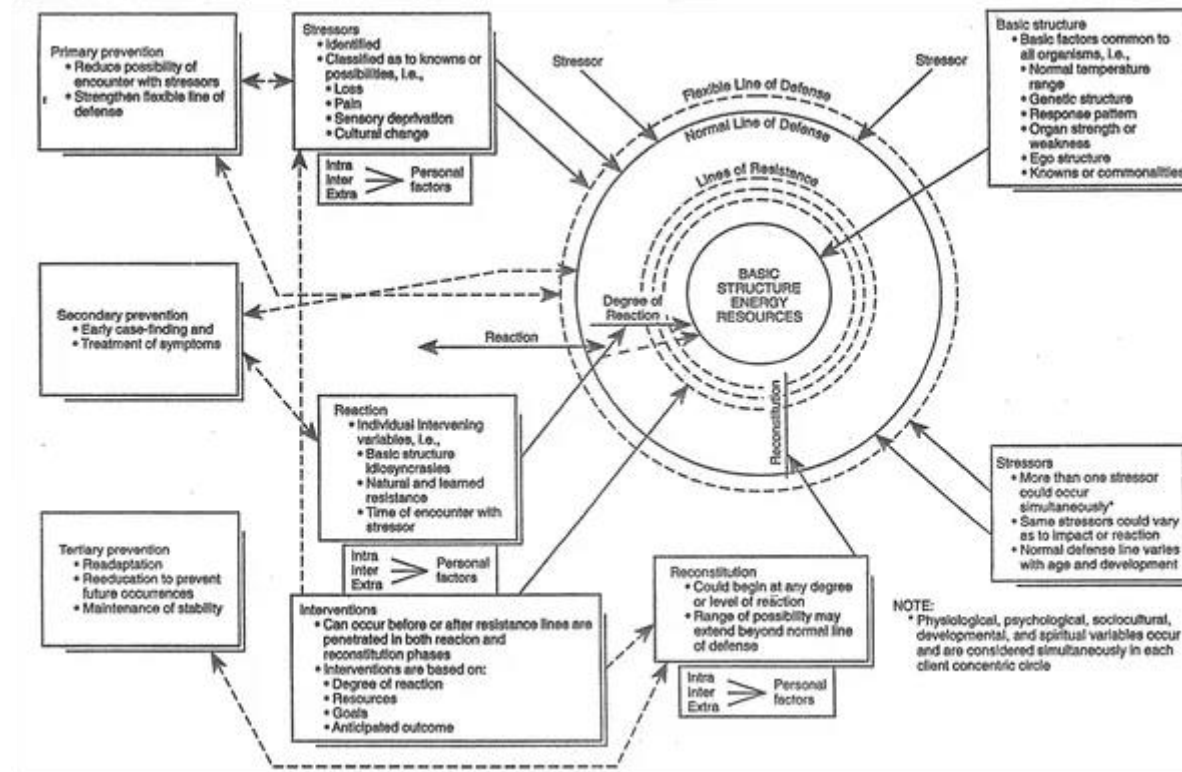 Primary prevention
• Reduce possibility of
encounter with stressors
• Strengthen flexible line of
defense
Stressors
• Identified
• Classified as to knowns or
possibilities, i.e.,
• Loss
• Pain
• Sensory deprivation
• Cultural change
Intra
Inter
Extra
Personal
factors
Stressor
Stressor
Basic structure
• Basic factors common to
all organisms, i.e.,
• Normal temperature
range
• Genetic structure
• Response pattern
• Organ strength or
weakness
• Ego structure
• Knowns or commonalities
Flexible Line of Defense
Normal Line of Defense
Lines of Resistance
BASIC
STRUCTURE
ENERGY
RESOURCES
Degree of
Reaction
Reaction
Reconstitution
Secondary prevention
• Early case-finding and
• Treatment of symptoms
Reaction
• Individual intervening
variables, i.e.,
• Basic structure
idiosyncrasies
• Natural and learned
resistance
• Time of encounter with
stressor
Intra
Inter
Extra
Personal
factors
Stressors
• More than one stressor
could occur
simultaneously*
• Same stressors could vary
as to impact or reaction
• Normal defense line varies
with age and development
Tertiary prevention
• Readaptation
• Reeducation to prevent
future occurrences
• Maintenance of stability
Interventions
• Can occur before or after resistance lines are
penetrated in both reacion and
reconstitution phases
• Interventions are based on:
• Degree of reaction
• Resources
• Goals
• Anticipated outcome
Reconstitution
• Could begin at any degree
or level of reaction
• Range of possibility may
extend beyond normal line
of defense
Intra
Inter
Extra
Personal
factors
NOTE:
* Physiological, psychological, sociocultural,
developmental, and spiritual variables occur
and are considered simultaneously in each
client concentric circle